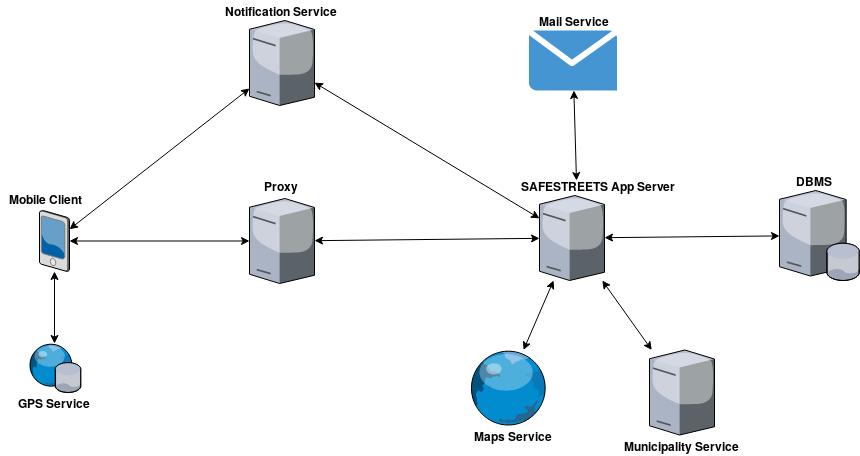 Notification Service
Mail Service
Mobile Client
Proxy
SAFESTREETS App Server
DBMS
GPS Service
Maps Service
Municipality Service